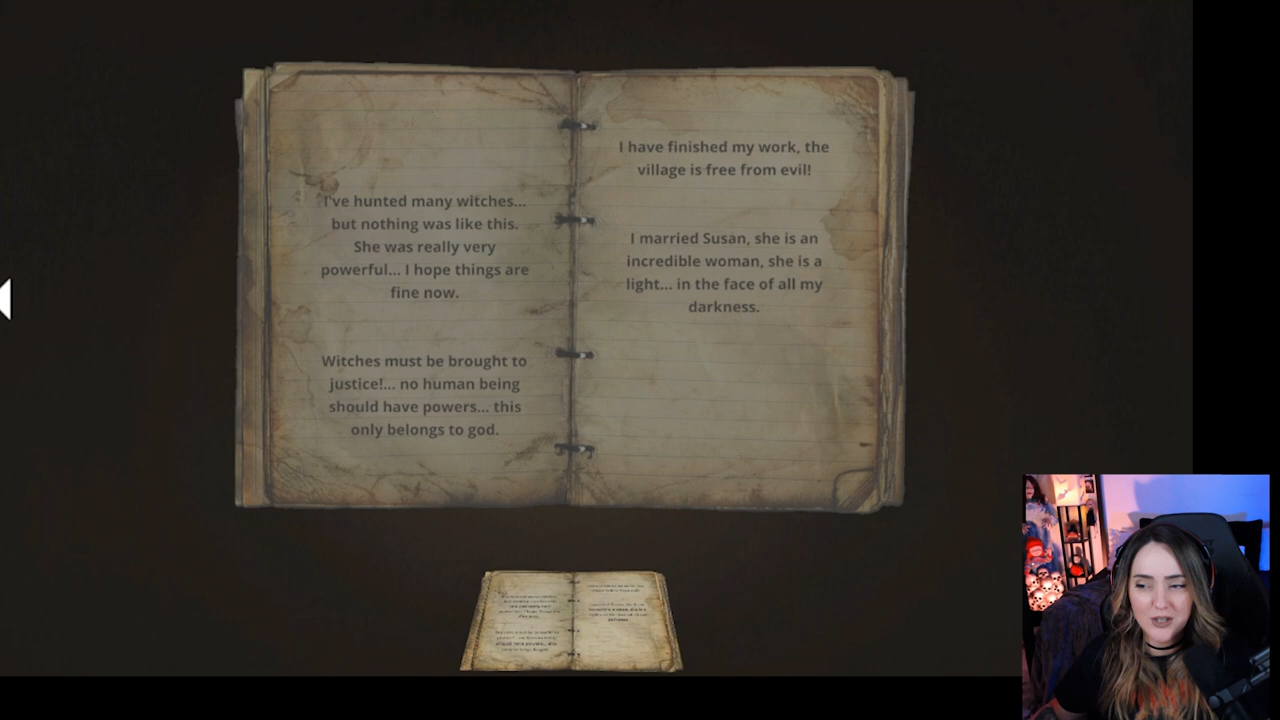 I've hunted many witches...
but nothing was like this.
She was really very
powerful... I hope things are
fine now.
Witches must be brought to
justice!... no human being
should have powers... this
only belongs to god.
I have finished my work, the
village is free from evil!
I married Susan, she is an
incredible woman, she is a
light... in the face of all my
darkness.